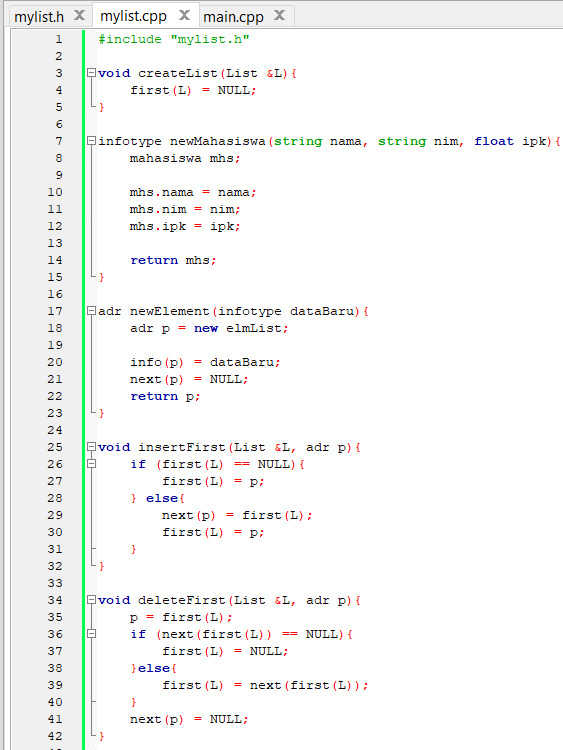 mylist.h X mylist.cpp X main.cpp X
1 #include "mylist.h"
2
3 void createList(List &L){
4 first(L) = NULL;
5 }
6
7 infotype newMahasiswa(string nama, string nim, float ipk){
8 mahasiswa mhs;
9
10 mhs.nama = nama;
11 mhs.nim = nim;
12 mhs.ipk = ipk;
13
14 return mhs;
15 }
16
17 adr newElement(infotype dataBaru){
18 adr p = new elmList;
19
20 info(p) = dataBaru;
21 next(p) = NULL;
22 return p;
23 }
24
25 void insertFirst(List &L, adr p){
26 if (first(L) == NULL){
27 first(L) = p;
28 } else{
29 next(p) = first(L);
30 first(L) = p;
31 }
32 }
33
34 void deleteFirst(List &L, adr p){
35 p = first(L);
36 if (next(first(L)) == NULL){
37 first(L) = NULL;
38 }else{
39 first(L) = next(first(L));
40 }
41 next(p) = NULL;
42 }